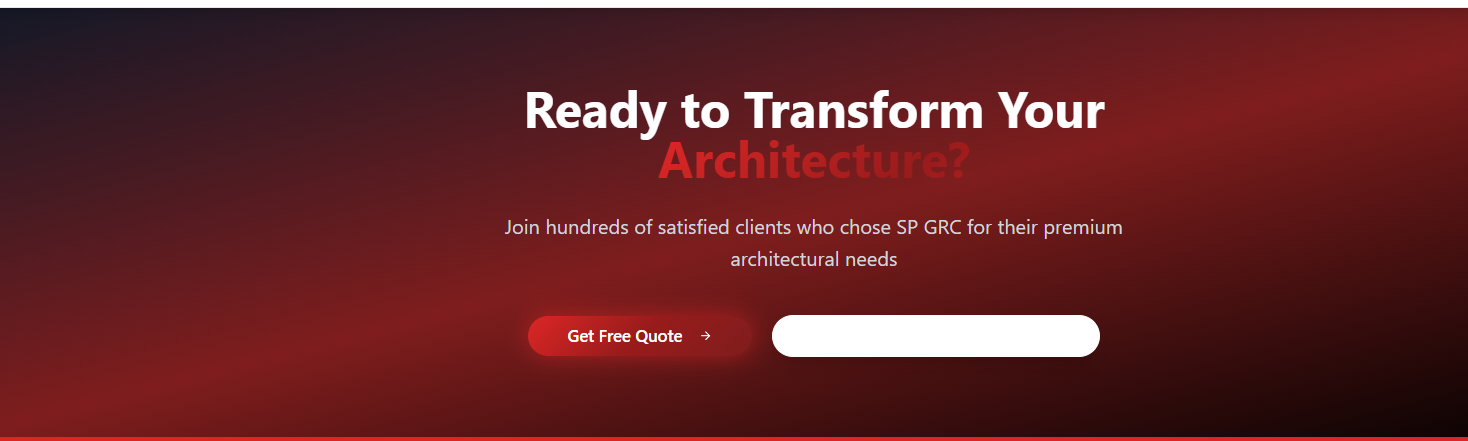 Ready to Transform Your
Architecture?
Join hundreds of satisfied clients who chose SP GRC for their premium
architectural needs
Get Free Quote →